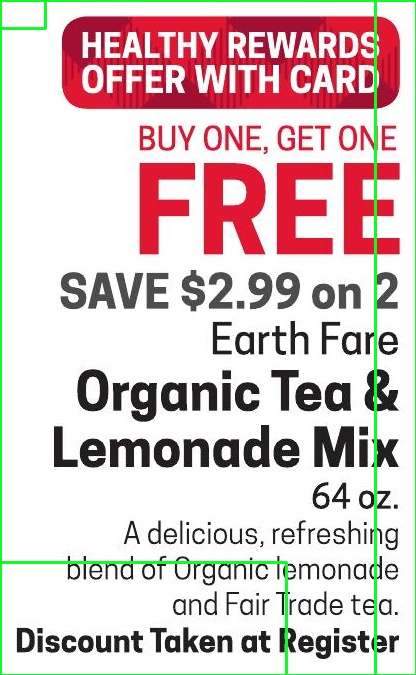 HEALTHY REWARDS
OFFER WITH CARD
BUY ONE, GET ONE
FREE
SAVE $2.99 on 2
Earth Fare
Organic Tea &
Lemonade Mix
64 oz.
A delicious, refreshing
blend of Organic lemonade
and Fair Trade tea.
Discount Taken at Register